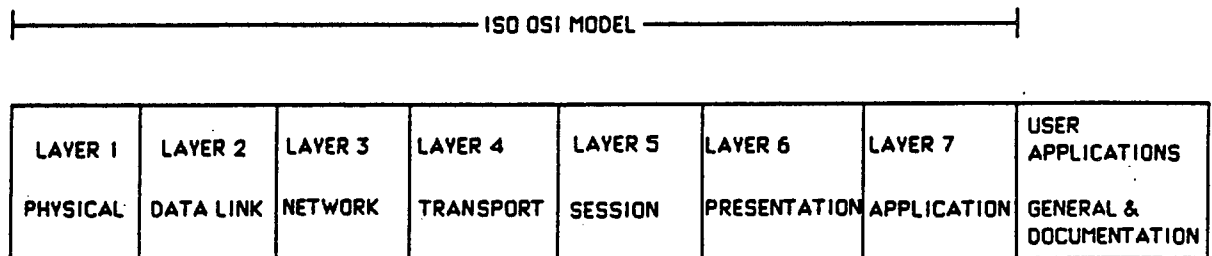 ISO OSI MODEL
LAYER 1
PHYSICAL
LAYER 2
DATA LINK
LAYER 3
NETWORK
LAYER 4
TRANSPORT
LAYER 5
SESSION
LAYER 6
PRESENTATION
LAYER 7
APPLICATION
USER
APPLICATIONS
GENERAL &
DOCUMENTATION